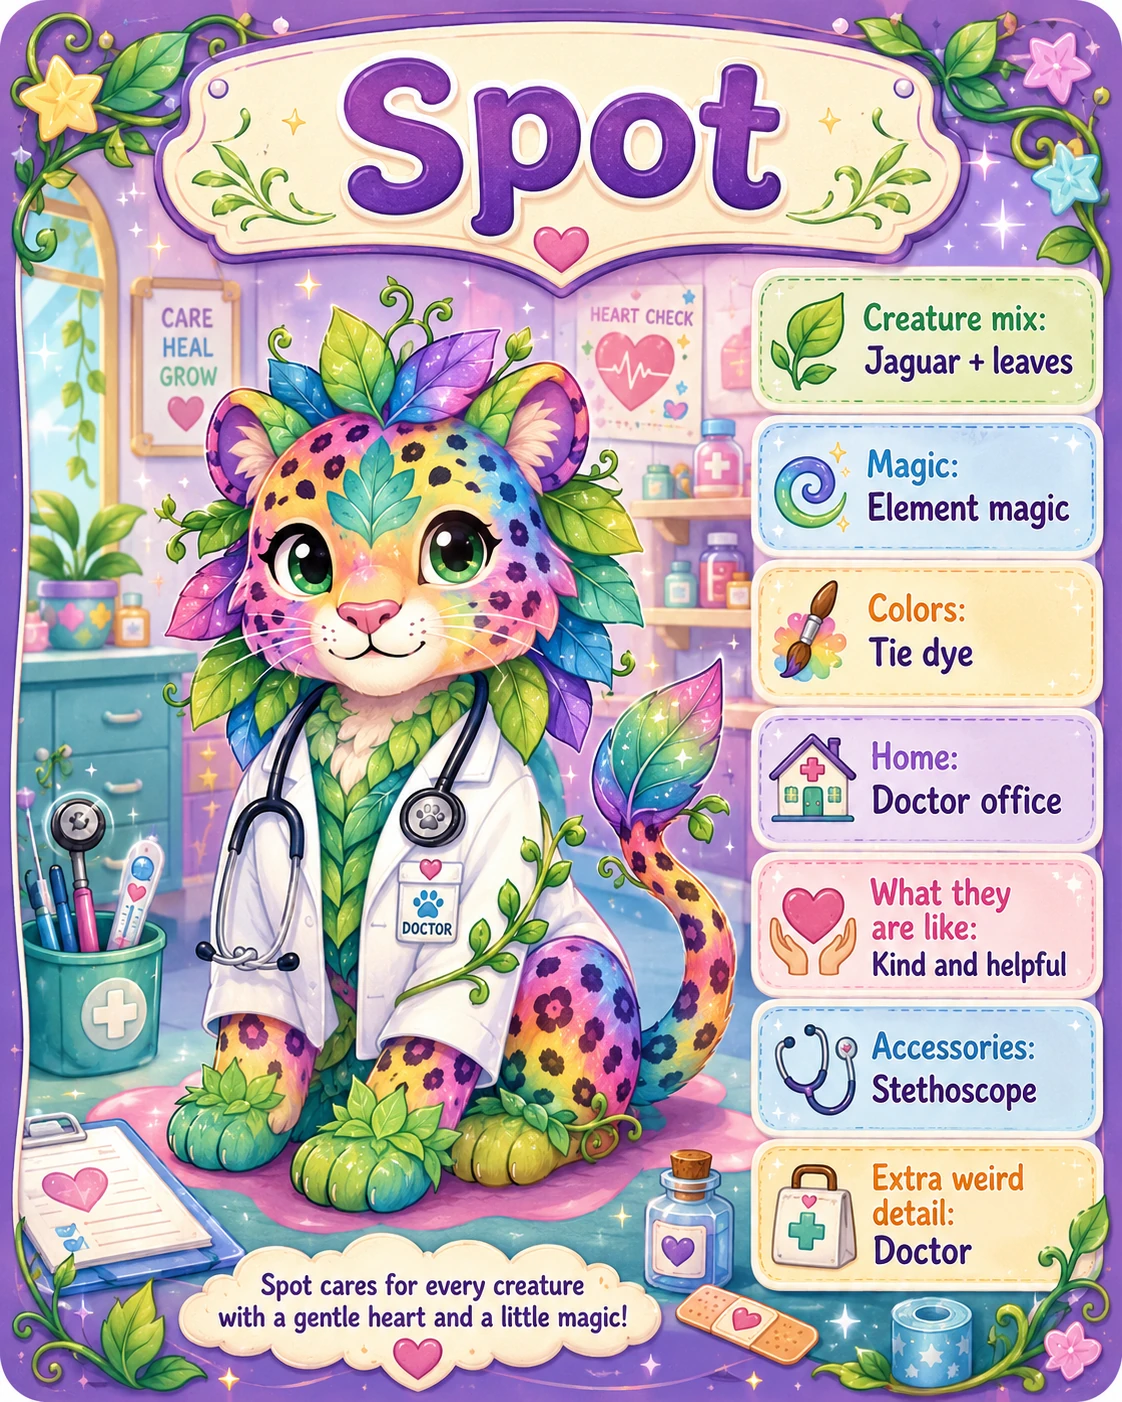 Spot
CARE
HEAL
GROW
HEART CHECK
DOCTOR
Creature mix:
Jaguar + leaves
Magic:
Element magic
Colors:
Tie dye
Home:
Doctor office
What they
are like:
Kind and helpful
Accessories:
Stethoscope
Extra weird
detail:
Doctor
Spot cares for every creature
with a gentle heart and a little magic!